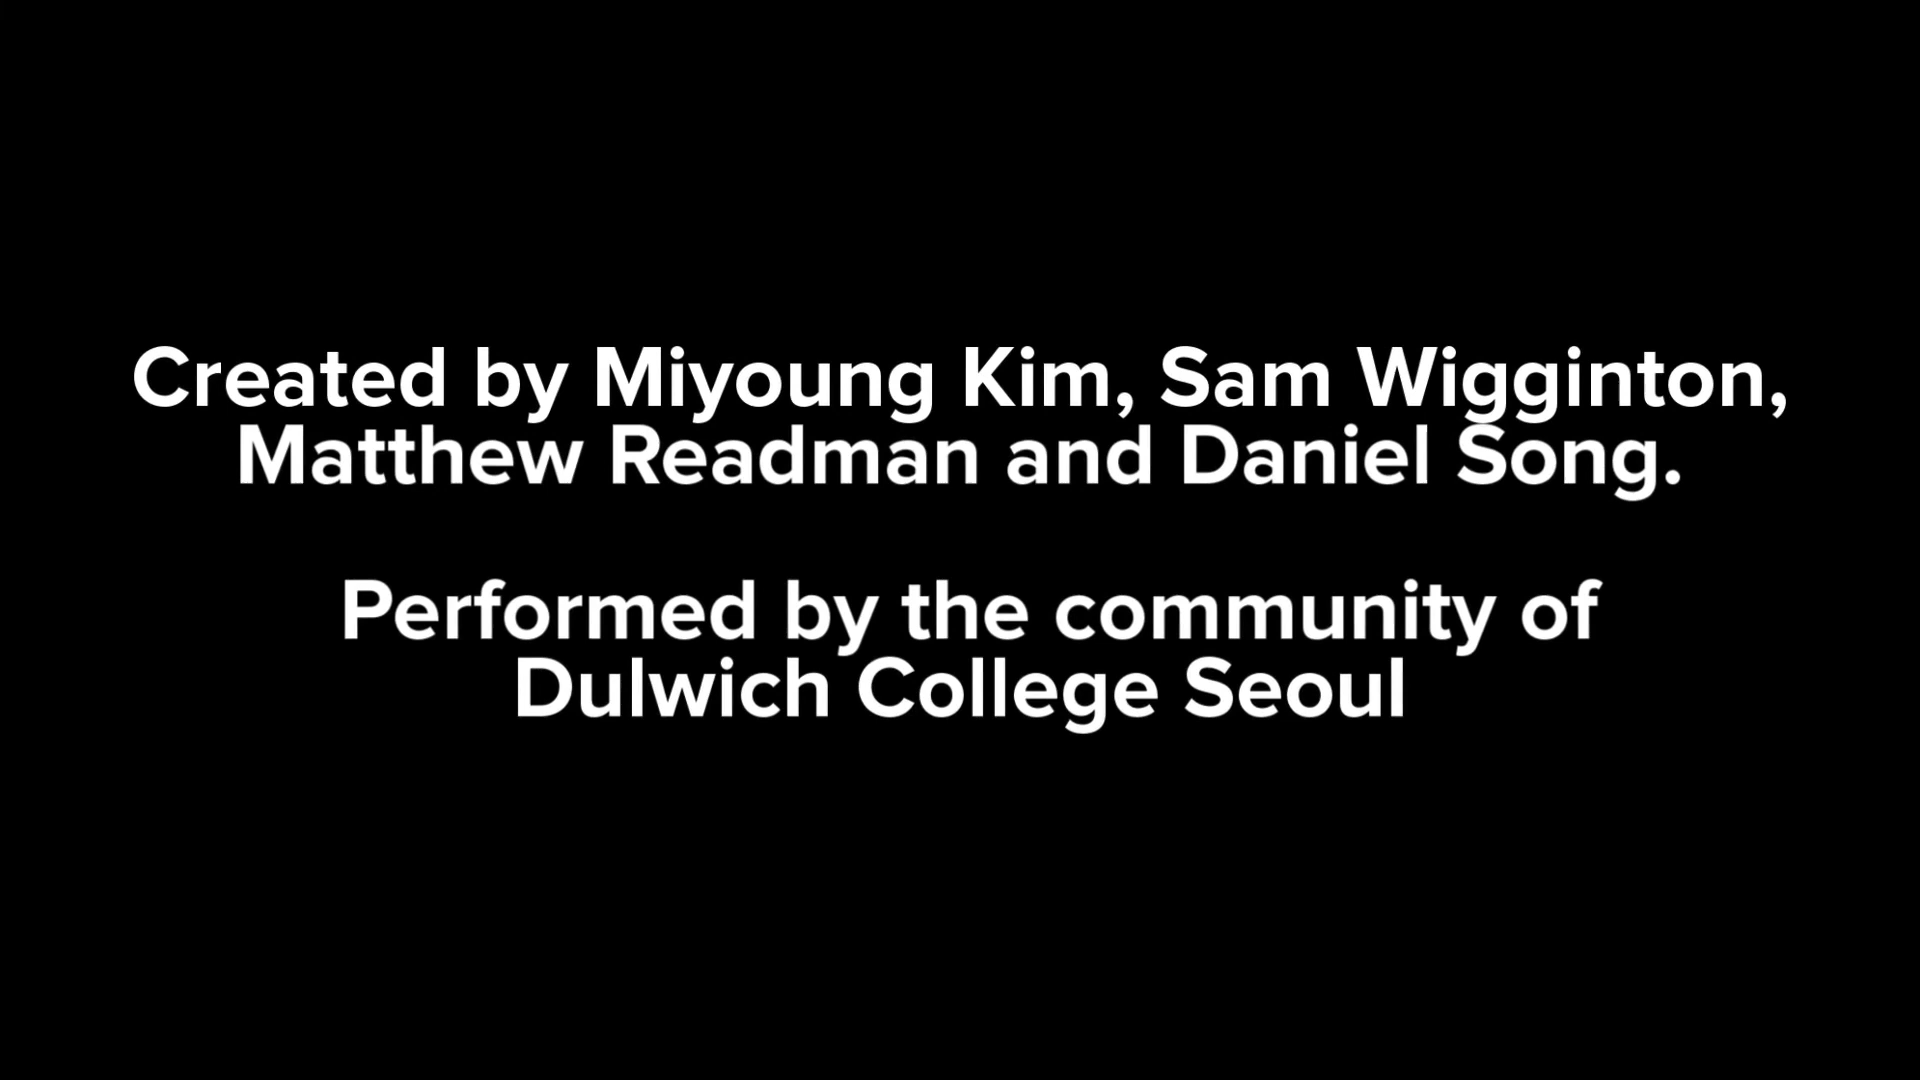 Created by Miyoung Kim, Sam Wigginton,
Matthew Readman and Daniel Song.
Performed by the community of
Dulwich College Seoul